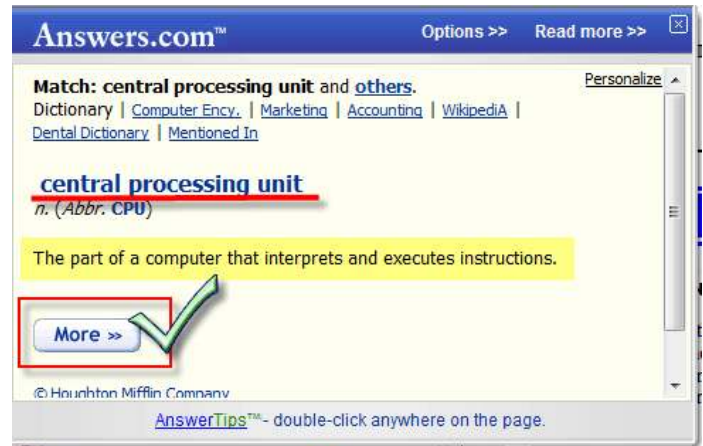 Answers.com™ Options >> Read more >>
Match: central processing unit and others. Personalize
Dictionary | Computer Ency. | Marketing | Accounting | WikipediA |
Dental Dictionary | Mentioned In
central processing unit
n. (Abbr. CPU)
The part of a computer that interprets and executes instructions.
More »
© Houghton Mifflin Company
AnswerTips™- double-click anywhere on the page.